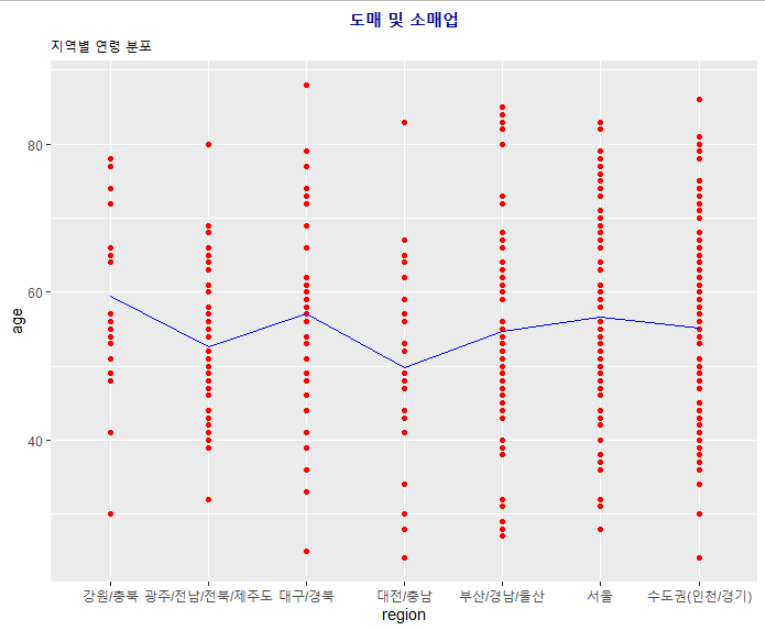 도매 및 소매업
지역별 연령 분포
80
60
40
age
강원/충북 광주/전남/전북/제주도 대구/경북 대전/충남 부산/경남/울산 서울 수도권(인천/경기)
region